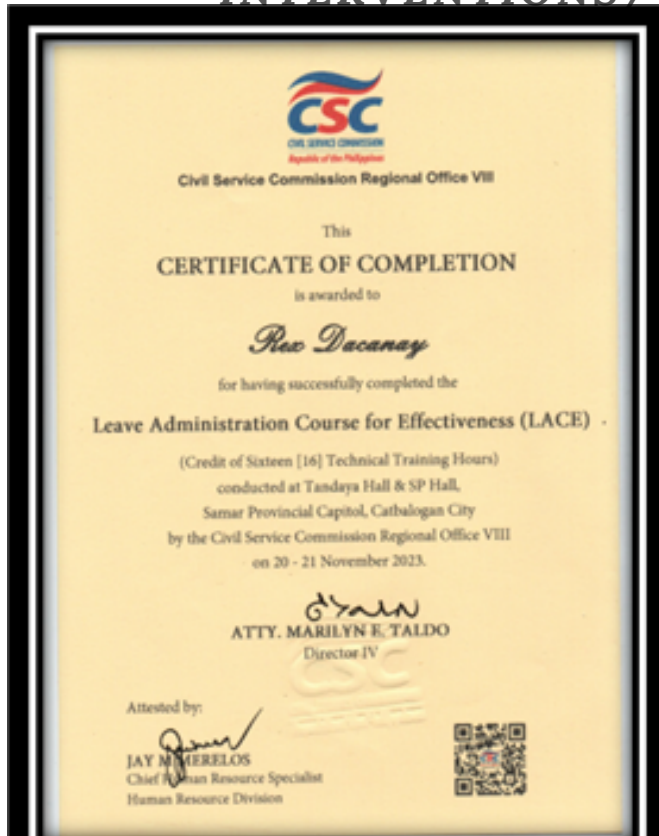 INTERVENTIONS/
CSC
CIVIL SERVICE COMMISSION
Republic of the Philippines
Civil Service Commission Regional Office VIII
This
CERTIFICATE OF COMPLETION
is awarded to
Rex Dacanay
for having successfully completed the
Leave Administration Course for Effectiveness (LACE)
(Credit of Sixteen [16] Technical Training Hours)
conducted at Tandaya Hall & SP Hall,
Samar Provincial Capitol, Catbalogan City
by the Civil Service Commission Regional Office VIII
on 20 - 21 November 2023.
ATTY. MARILYN E. TALDO
Director IV
CSC
Attested by:
JAY M MERELOS
Chief Human Resource Specialist
Human Resource Division